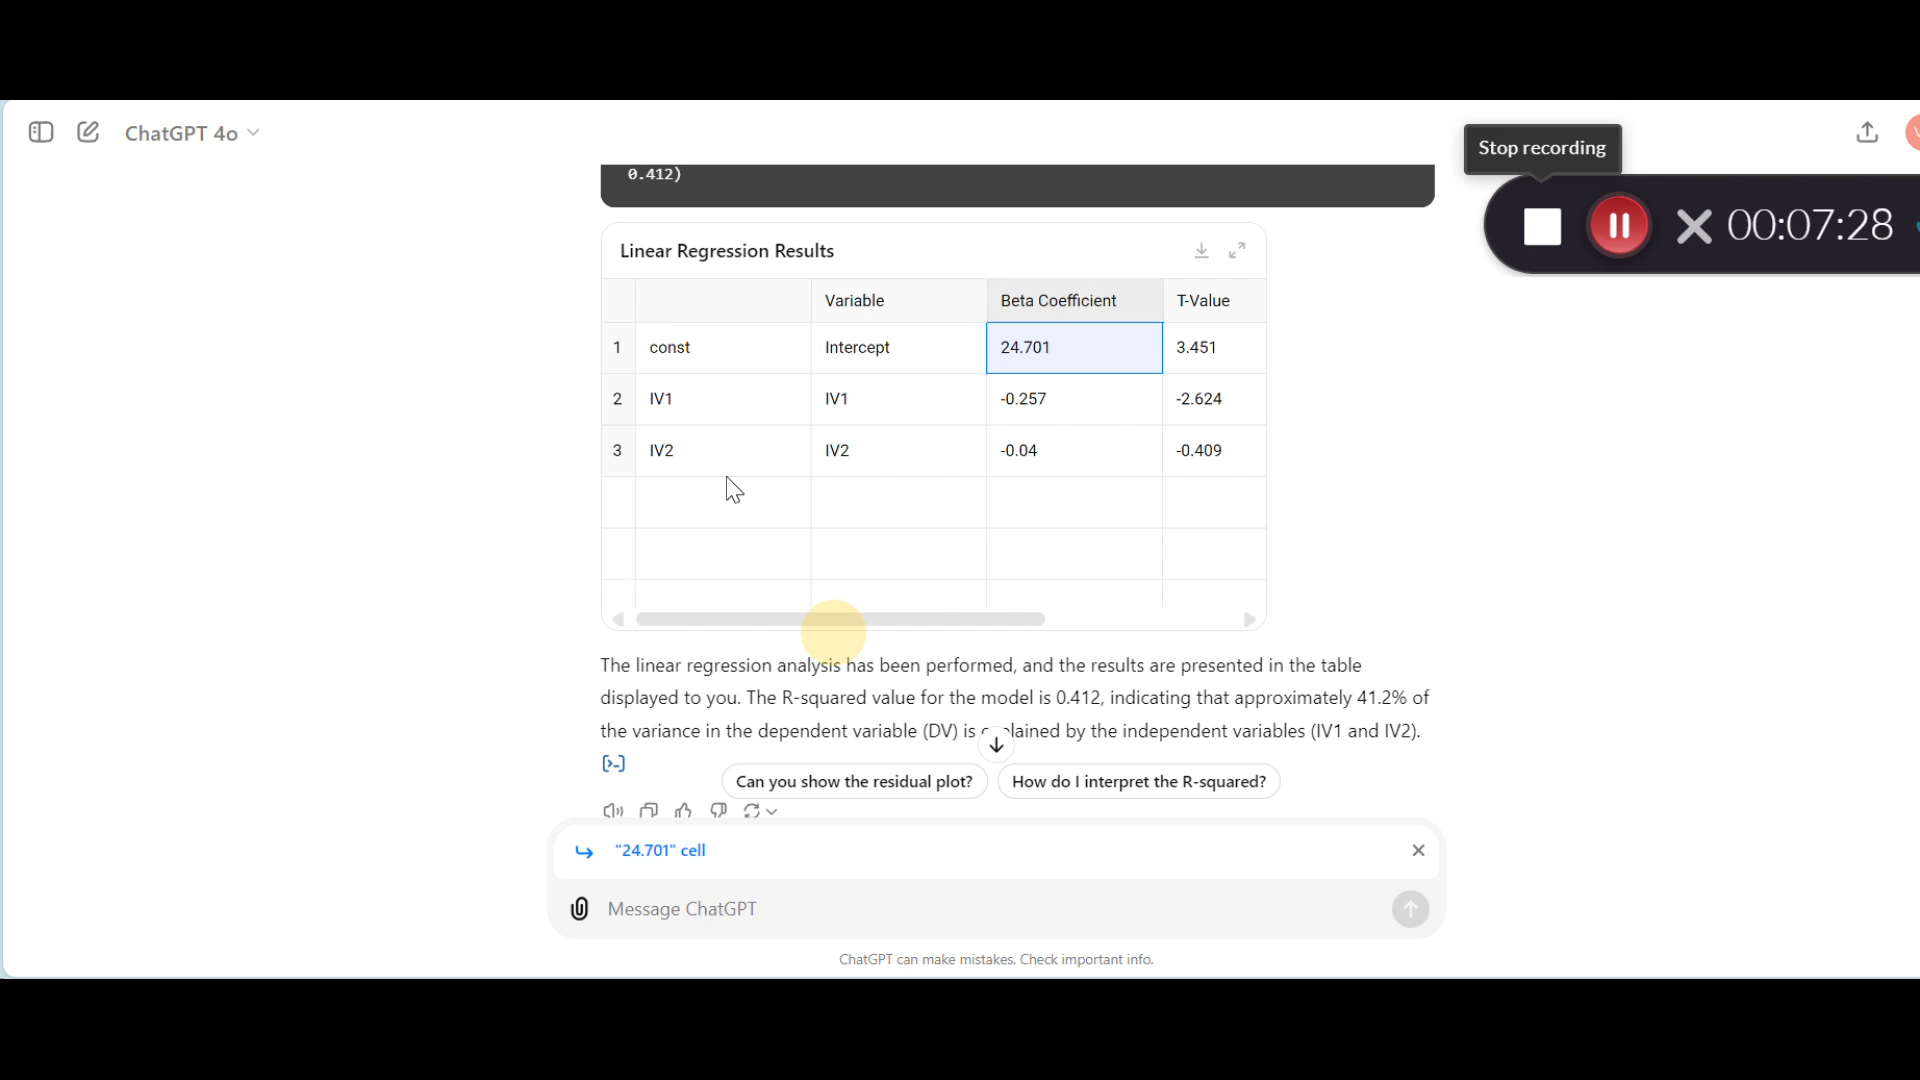 ChatGPT 4o
Stop recording
0.412)
00:07:28
Linear Regression Results
Variable Beta Coefficient T-Value
1 const Intercept 24.701 3.451
2 IV1 IV1 -0.257 -2.624
3 IV2 IV2 -0.04 -0.409
The linear regression analysis has been performed, and the results are presented in the table
displayed to you. The R-squared value for the model is 0.412, indicating that approximately 41.2% of
the variance in the dependent variable (DV) is explained by the independent variables (IV1 and IV2).
[>-]
Can you show the residual plot? How do I interpret the R-squared?
"24.701" cell
Message ChatGPT
ChatGPT can make mistakes. Check important info.